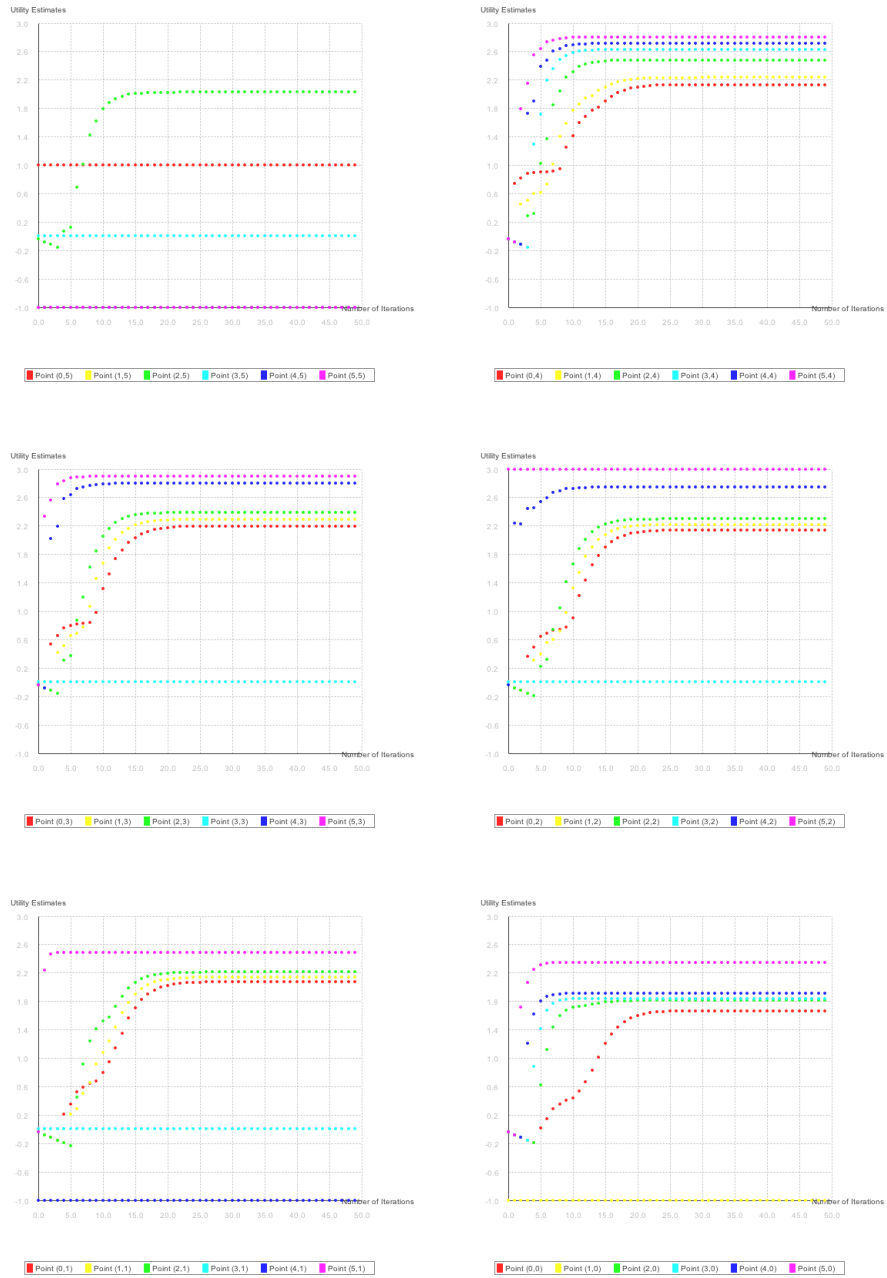 Utility Estimates
3.0
2.6
2.2
1.8
1.4
1.0
0.6
0.2
-0.2
-0.6
-1.0
Number of Iterations
0.0 5.0 10.0 15.0 20.0 25.0 30.0 35.0 40.0 45.0 50.0
Point (0,5) Point (1,5) Point (2,5) Point (3,5) Point (4,5) Point (5,5)
Utility Estimates
3.0
2.6
2.2
1.8
1.4
1.0
0.6
0.2
-0.2
-0.6
-1.0
Number of Iterations
0.0 5.0 10.0 15.0 20.0 25.0 30.0 35.0 40.0 45.0 50.0
Point (0,4) Point (1,4) Point (2,4) Point (3,4) Point (4,4) Point (5,4)
Utility Estimates
3.0
2.6
2.2
1.8
1.4
1.0
0.6
0.2
-0.2
-0.6
-1.0
Number of Iterations
0.0 5.0 10.0 15.0 20.0 25.0 30.0 35.0 40.0 45.0 50.0
Point (0,3) Point (1,3) Point (2,3) Point (3,3) Point (4,3) Point (5,3)
Utility Estimates
3.0
2.6
2.2
1.8
1.4
1.0
0.6
0.2
-0.2
-0.6
-1.0
Number of Iterations
0.0 5.0 10.0 15.0 20.0 25.0 30.0 35.0 40.0 45.0 50.0
Point (0,2) Point (1,2) Point (2,2) Point (3,2) Point (4,2) Point (5,2)
Utility Estimates
3.0
2.6
2.2
1.8
1.4
1.0
0.6
0.2
-0.2
-0.6
-1.0
Number of Iterations
0.0 5.0 10.0 15.0 20.0 25.0 30.0 35.0 40.0 45.0 50.0
Point (0,1) Point (1,1) Point (2,1) Point (3,1) Point (4,1) Point (5,1)
Utility Estimates
3.0
2.6
2.2
1.8
1.4
1.0
0.6
0.2
-0.2
-0.6
-1.0
Number of Iterations
0.0 5.0 10.0 15.0 20.0 25.0 30.0 35.0 40.0 45.0 50.0
Point (0,0) Point (1,0) Point (2,0) Point (3,0) Point (4,0) Point (5,0)